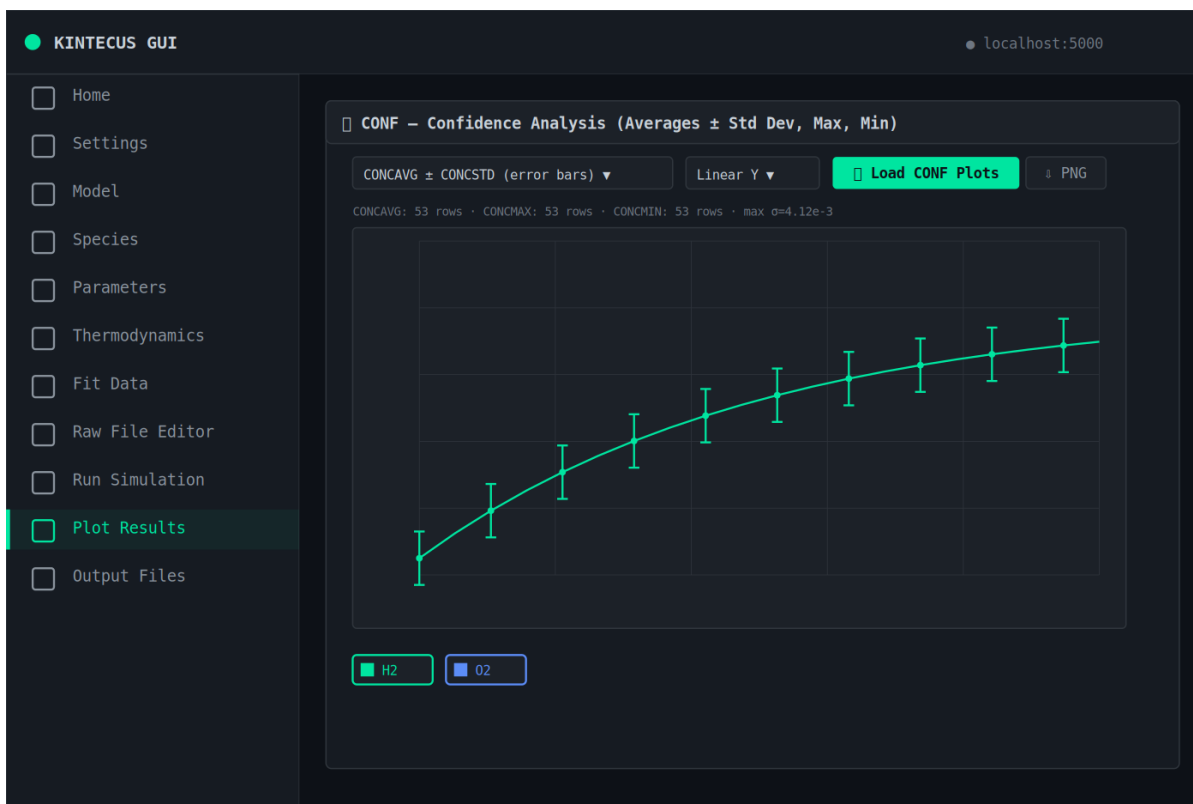 KINTECUS GUI
● localhost:5000
Home
Settings
Model
Species
Parameters
Thermodynamics
Fit Data
Raw File Editor
Run Simulation
Plot Results
Output Files
CONF — Confidence Analysis (Averages ± Std Dev, Max, Min)
CONCAVG ± CONCSTD (error bars) ▼
Linear Y ▼
Load CONF Plots
⇩ PNG
CONCAVG: 53 rows · CONCMAX: 53 rows · CONCMIN: 53 rows · max σ=4.12e-3
H2
O2